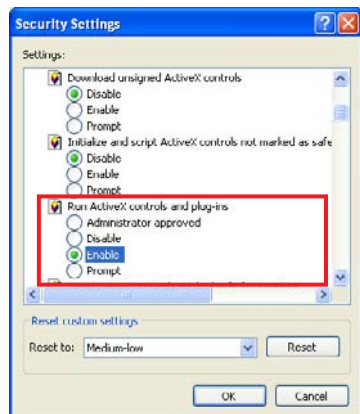 Security Settings
Settings:
Download unsigned ActiveX controls
Disable
Enable
Prompt
Initialize and script ActiveX controls not marked as safe
Disable
Enable
Prompt
Run ActiveX controls and plug-ins
Administrator approved
Disable
Enable
Prompt
Reset custom settings
Reset to: Medium-low Reset
OK Cancel